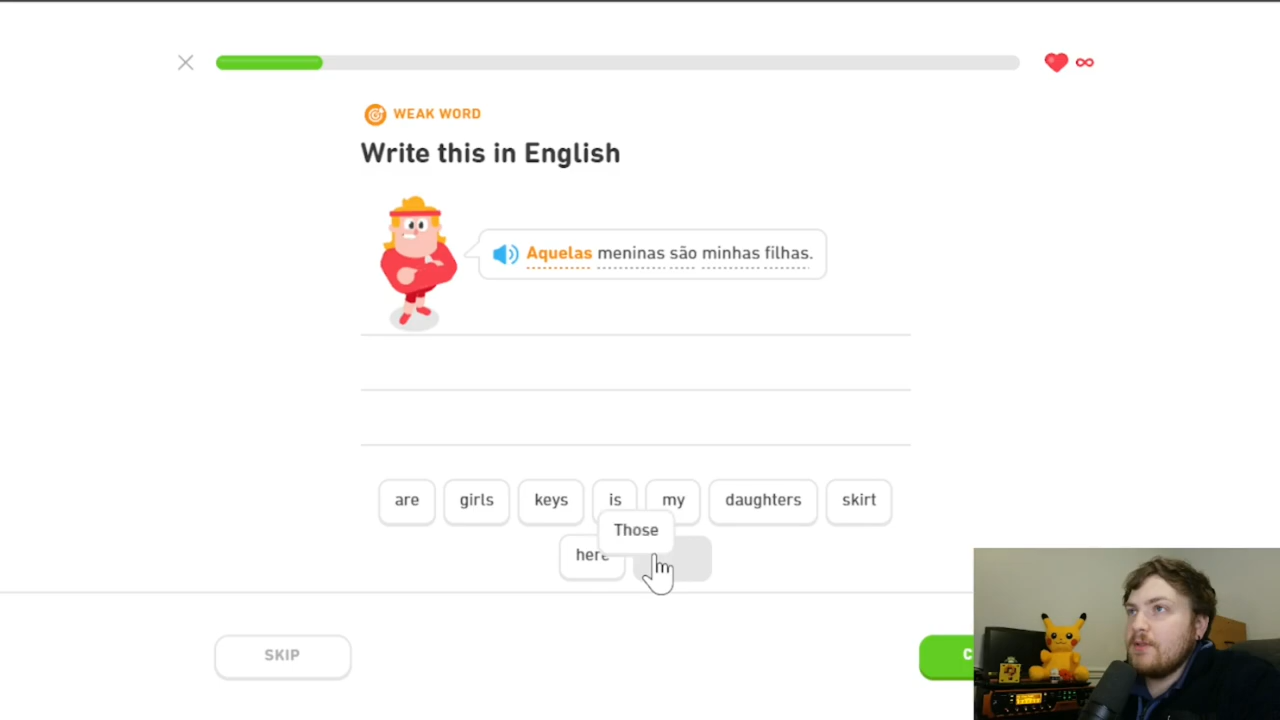 WEAK WORD
Write this in English
Aquelas meninas são minhas filhas.
are girls keys is my daughters skirt
Those
here
SKIP
C